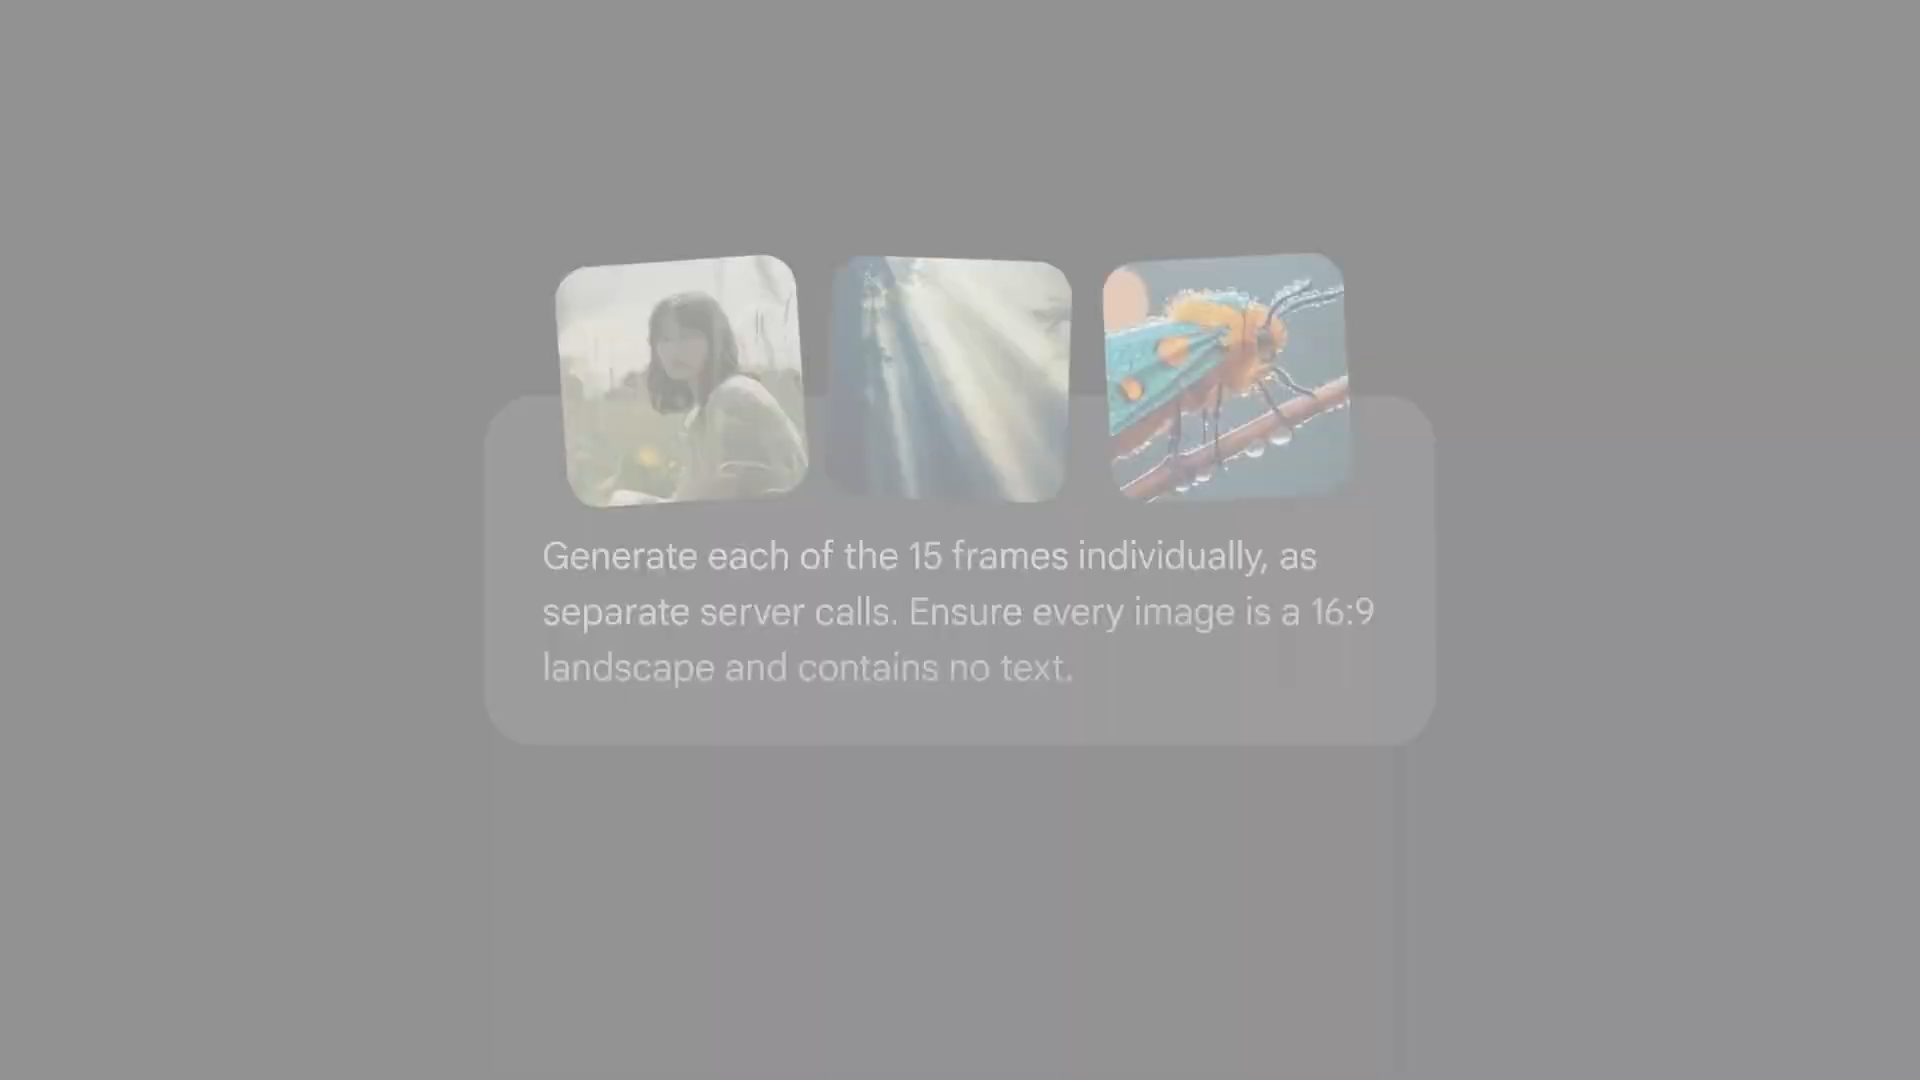 Generate each of the 15 frames individually, as
separate server calls. Ensure every image is a 16:9
landscape and contains no text.